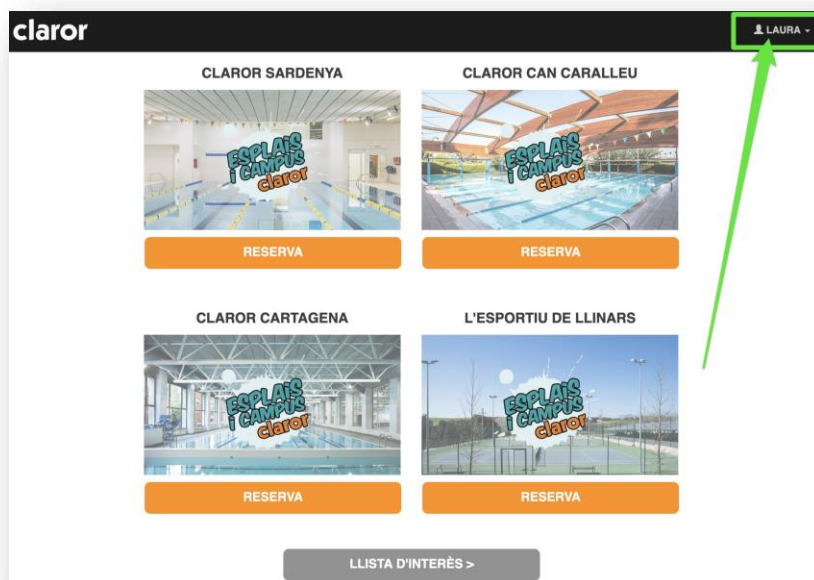 claror
LAURA
CLAROR SARDENYA
CLAROR CAN CARALLEU
ESPLAIS
I CAMPUS
claror
ESPLAIS
I CAMPUS
claror
RESERVA
RESERVA
CLAROR CARTAGENA
L'ESPORTIU DE LLINARS
ESPLAIS
I CAMPUS
claror
ESPLAIS
I CAMPUS
claror
RESERVA
RESERVA
LLISTA D'INTERÈS >